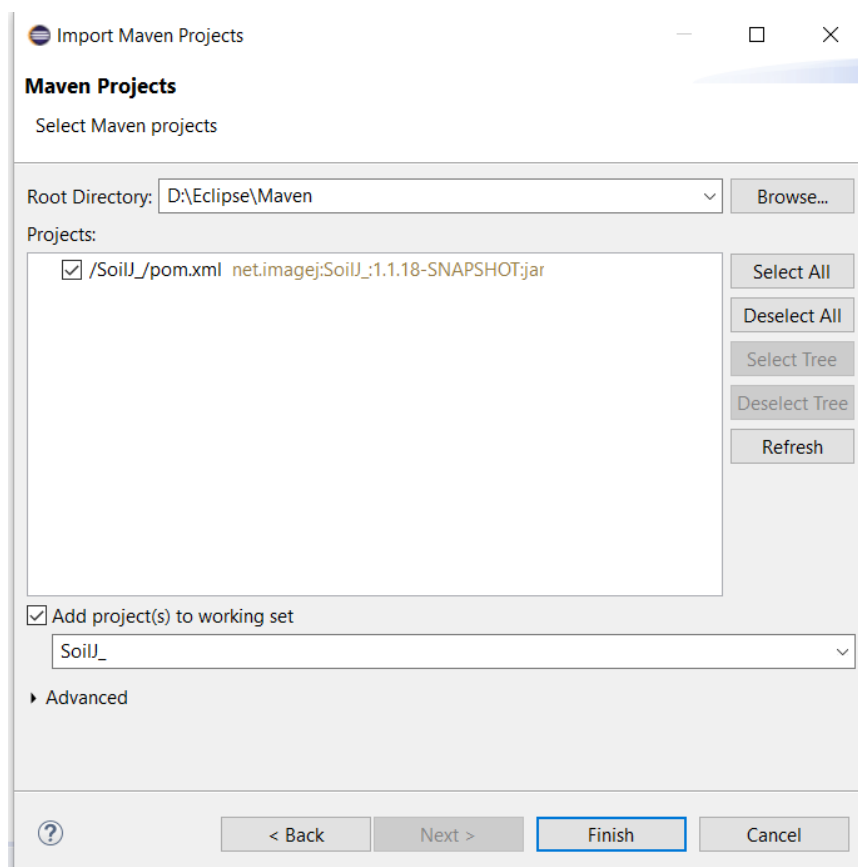 Import Maven Projects
Maven Projects
Select Maven projects
Root Directory: D:\Eclipse\Maven Browse...
Projects:
/SoilJ_/pom.xml net.imagej:SoilJ_:1.1.18-SNAPSHOT:jar
Select All
Deselect All
Select Tree
Deselect Tree
Refresh
Add project(s) to working set
SoilJ_
Advanced
? < Back Next > Finish Cancel